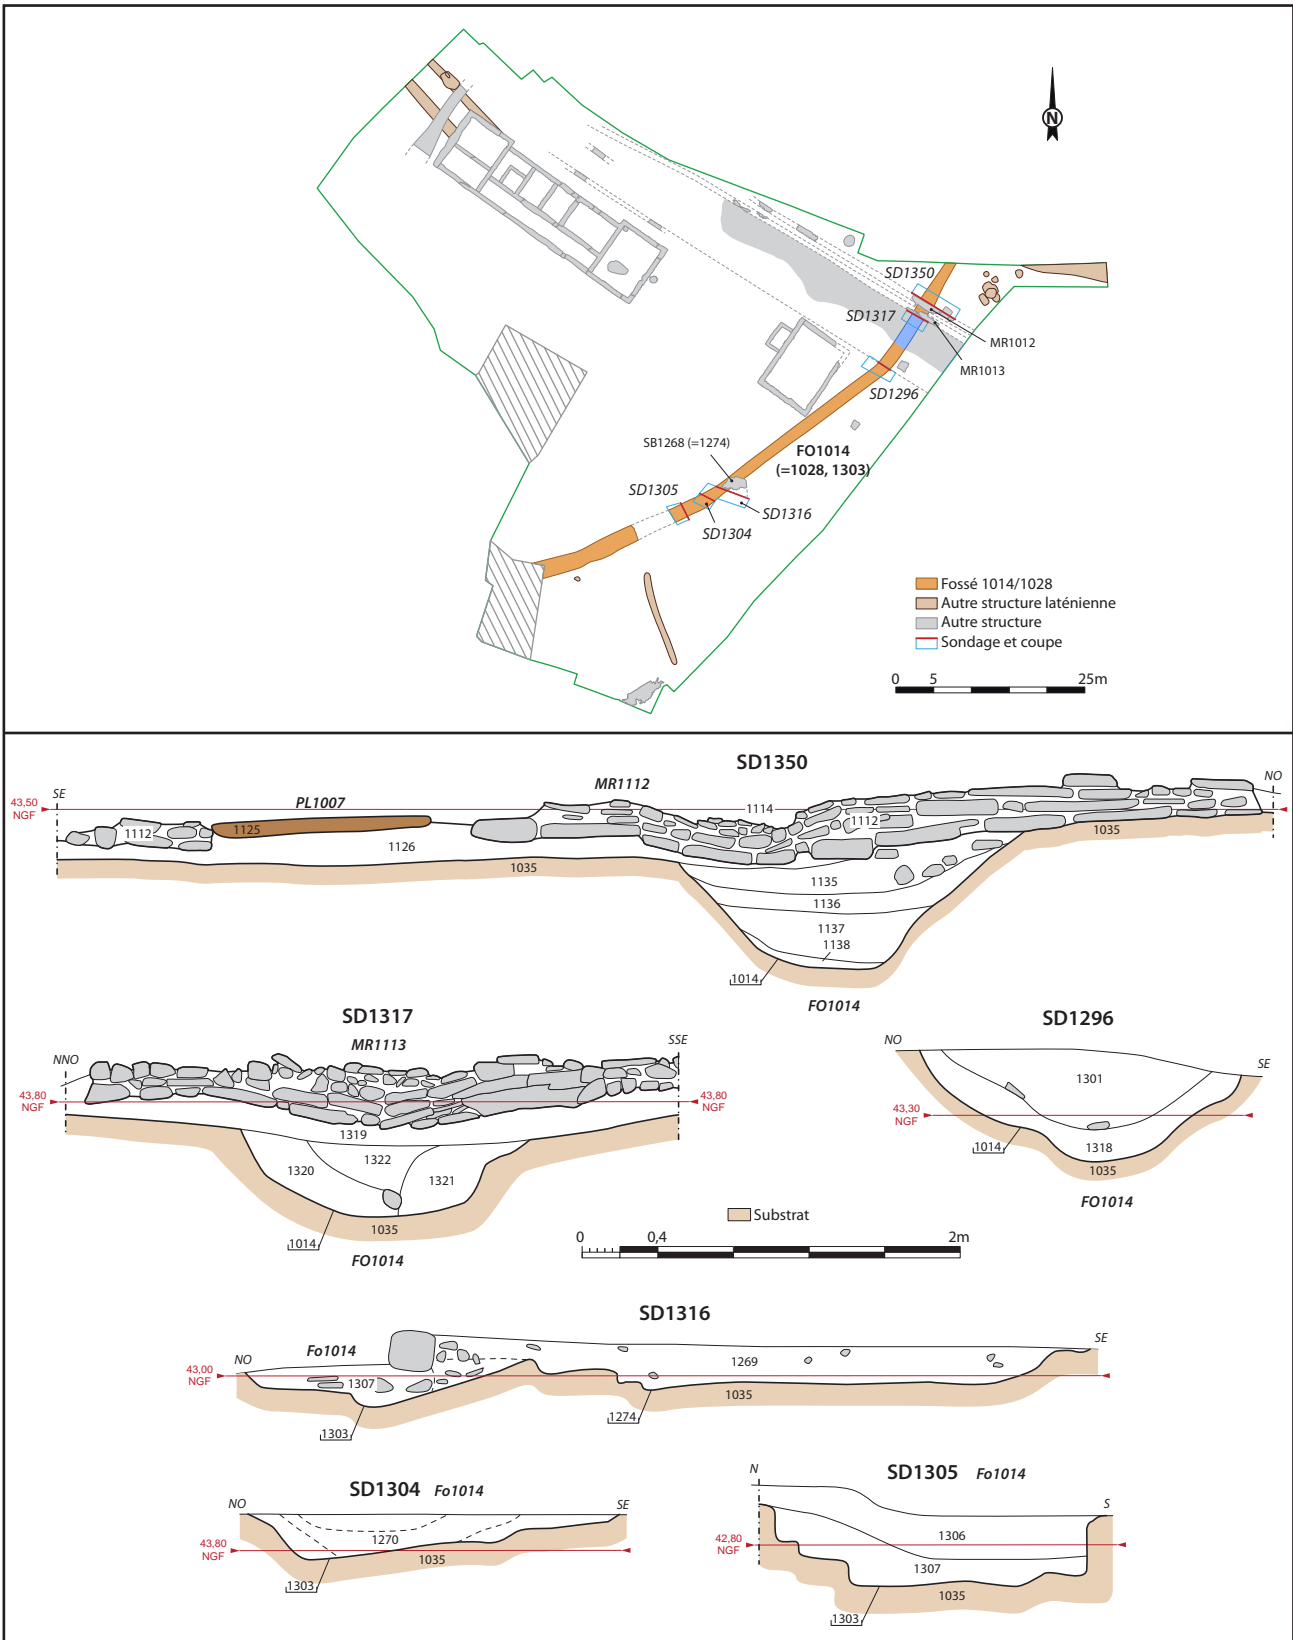 N
SD1350
SD1317
MR1012
MR1013
SD1296
SB1268 (=1274)
FO1014
(=1028, 1303)
SD1305
SD1316
SD1304
Fossé 1014/1028
Autre structure laténienne
Autre structure
Sondage et coupe
0 5 25m
SD1350
SE
MR1112
NO
43,50
NGF
PL1007
1114
1112
1125
1112
1035
1126
1035
1135
1136
1137
1138
1014
FO1014
SD1317
MR1113
NNO
SSE
43,80
NGF
43,80
NGF
1319
1322
1320
1321
1035
1014
FO1014
SD1296
NO
SE
1301
43,30
NGF
1014
1318
1035
FO1014
Substrat
0 0,4 2m
SD1316
Fo1014
NO
SE
43,00
NGF
1269
1307
1035
1274
1303
SD1304 Fo1014
NO
SE
1270
43,80
NGF
1035
1303
SD1305 Fo1014
N
S
1306
42,80
NGF
1307
1035
1303